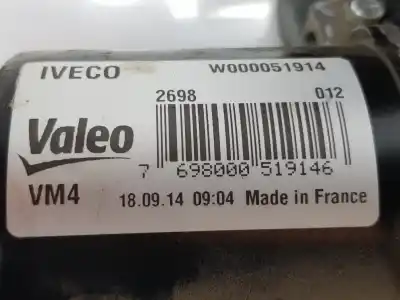 IVECO W000051914
2698 012
Valeo
7 698000 519146
VM4 18.09.14 09:04 Made in France